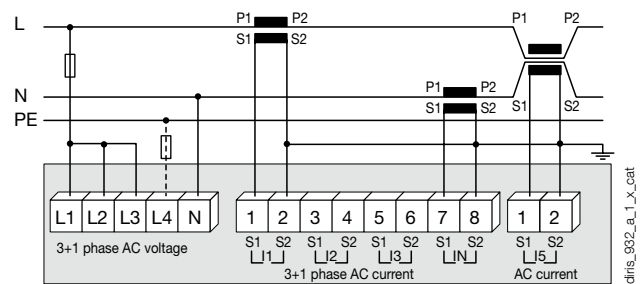 L P1 P2 P1 P2
S1 S2
N P1 P2
S1 S2 S1 S2
PE
L1 L2 L3 L4 N 1 2 3 4 5 6 7 8 1 2
S1 S2 S1 S2 S1 S2 S1 S2 S1 S2
I1 I2 I3 IN I5
3+1 phase AC voltage
3+1 phase AC current
AC current
diris_932_a_1_x_cat